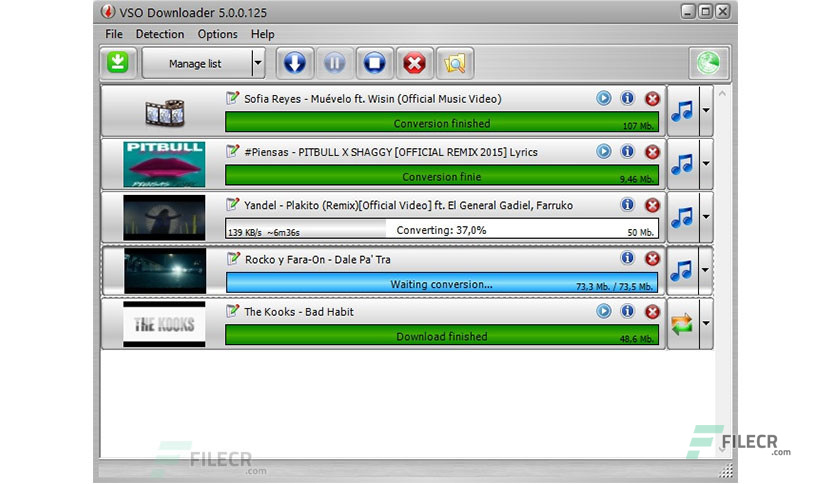 VSO Downloader 5.0.0.125
File Detection Options Help
Manage list
Sofia Reyes - Muévelo ft. Wisin (Official Music Video)
Conversion finished
107 Mb.
PITBULL
PIENSAS
#Piensas - PITBULL X SHAGGY [OFFICIAL REMIX 2015] Lyrics
Conversion finie
9,46 Mb.
Yandel - Plakito (Remix)[Official Video] ft. El General Gadiel, Farruko
139 KB/s ~6m36s
Converting: 37,0%
50 Mb.
Rocko y Fara-On - Dale Pa' Tra
Waiting conversion...
73,3 Mb. / 73,5 Mb.
THE KOOKS
The Kooks - Bad Habit
Download finished
48,6 Mb.
FILECR
.com
FILECR
.com